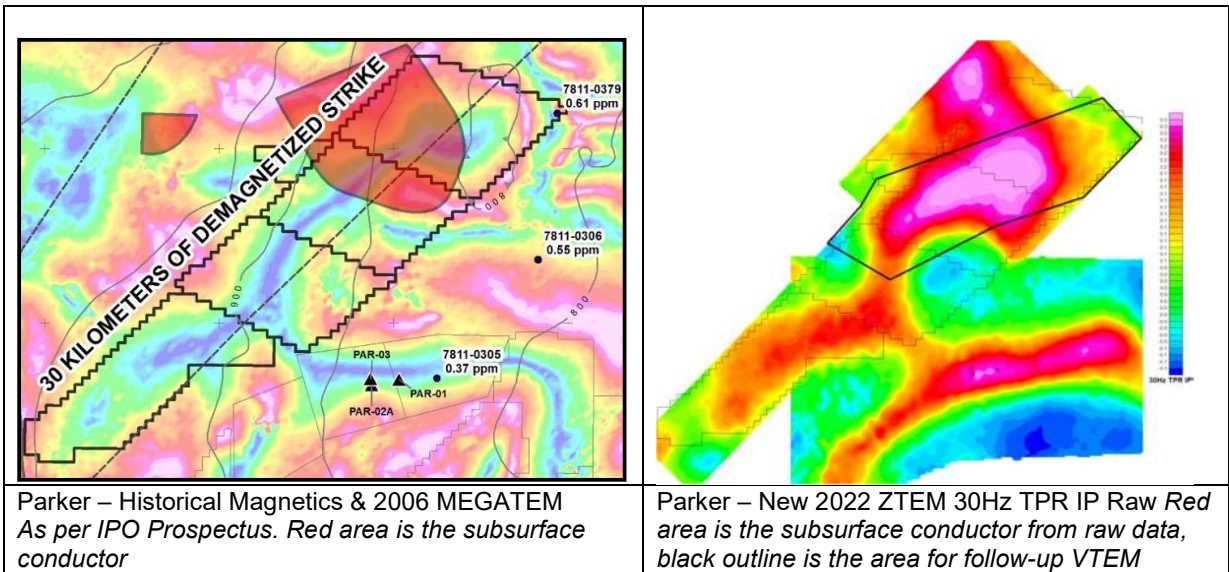 30 KILOMETERS OF DEMAGNETIZED STRIKE
7811-0379
0.61 ppm
7811-0306
0.55 ppm
7811-0305
0.37 ppm
PAR-03
PAR-01
PAR-02A
900
800
800
30Hz TPR IP
Parker – Historical Magnetics & 2006 MEGATEM
As per IPO Prospectus. Red area is the subsurface
conductor
Parker – New 2022 ZTEM 30Hz TPR IP Raw Red
area is the subsurface conductor from raw data,
black outline is the area for follow-up VTEM